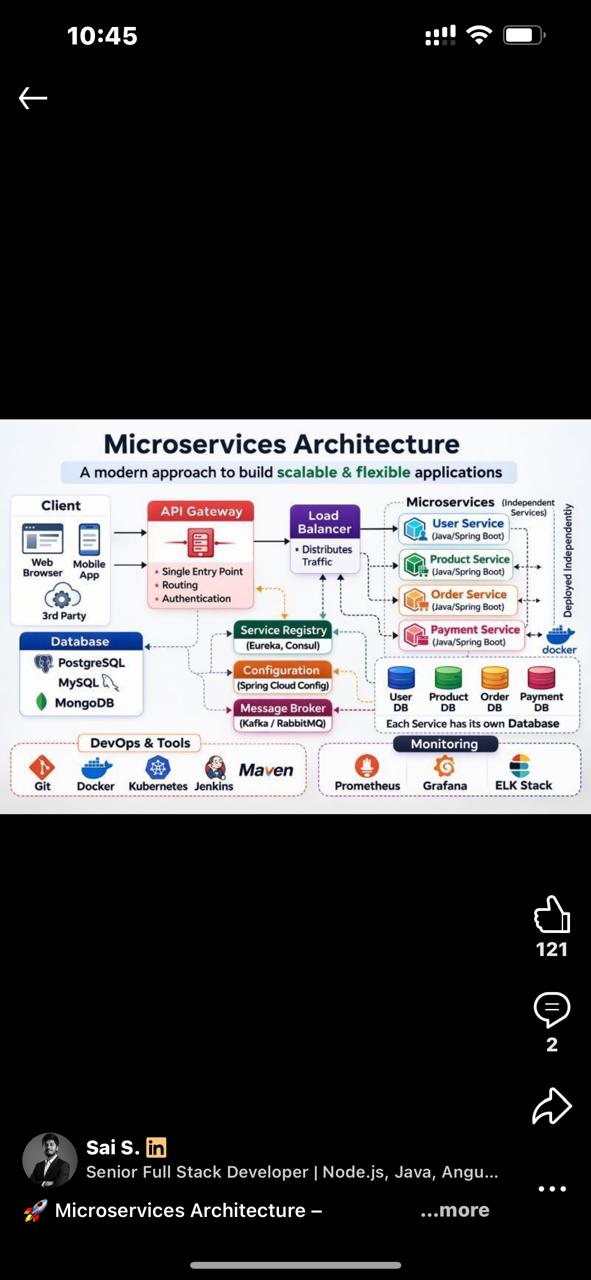 10:45
Microservices Architecture
A modern approach to build scalable & flexible applications
Client
Web
Browser
Mobile
App
3rd Party
API Gateway
• Single Entry Point
• Routing
• Authentication
Load
Balancer
• Distributes
Traffic
Microservices (Independent
Services)
User Service
(Java/Spring Boot)
Product Service
(Java/Spring Boot)
Order Service
(Java/Spring Boot)
Payment Service
(Java/Spring Boot)
Deployed Independently
docker
Database
PostgreSQL
MySQL
MongoDB
Service Registry
(Eureka, Consul)
Configuration
(Spring Cloud Config)
Message Broker
(Kafka / RabbitMQ)
User
DB
Product
DB
Order
DB
Payment
DB
Each Service has its own Database
DevOps & Tools
Git
Docker
Kubernetes
Jenkins
Maven
Monitoring
Prometheus
Grafana
ELK Stack
121
2
Sai S. in
Senior Full Stack Developer | Node.js, Java, Angu...
🚀 Microservices Architecture – ...more